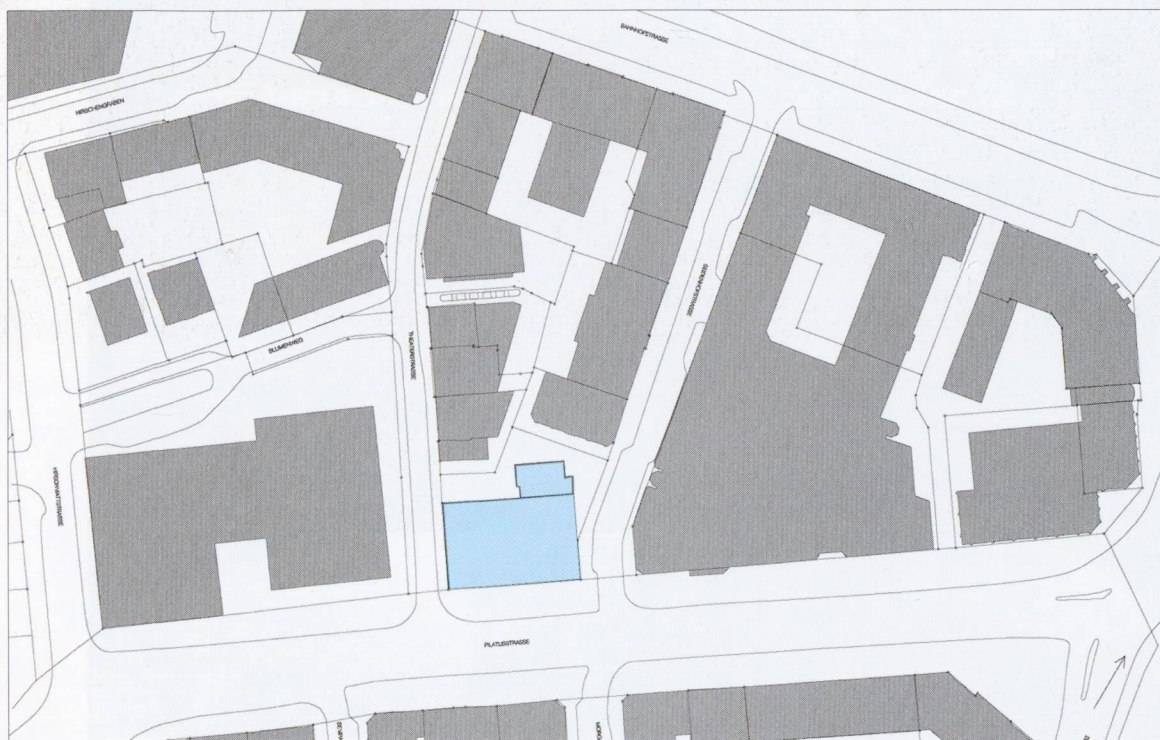 BAHNHOFSTRASSE
HIRSCHENGRABEN
SEIDENHOFSTRASSE
THEATERSTRASSE
BLUMENWEG
HIRSCHMATTSTRASSE
PILATUSSTRASSE